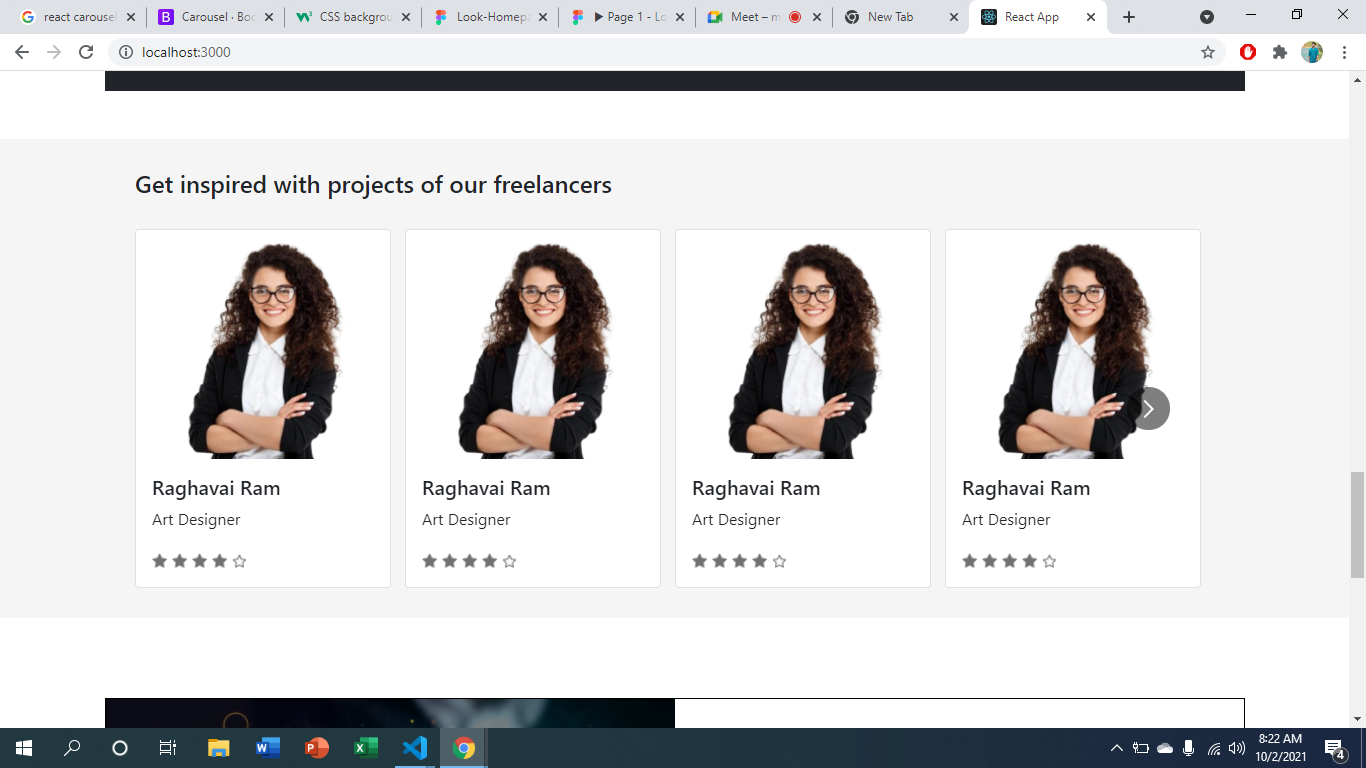 react carousel
Carousel · Boo
CSS backgrou
Look-Homepa
▶ Page 1 - Lo
Meet – m
New Tab
React App
localhost:3000
Get inspired with projects of our freelancers
Raghavai Ram
Art Designer
Raghavai Ram
Art Designer
Raghavai Ram
Art Designer
Raghavai Ram
Art Designer
8:22 AM
10/2/2021
4